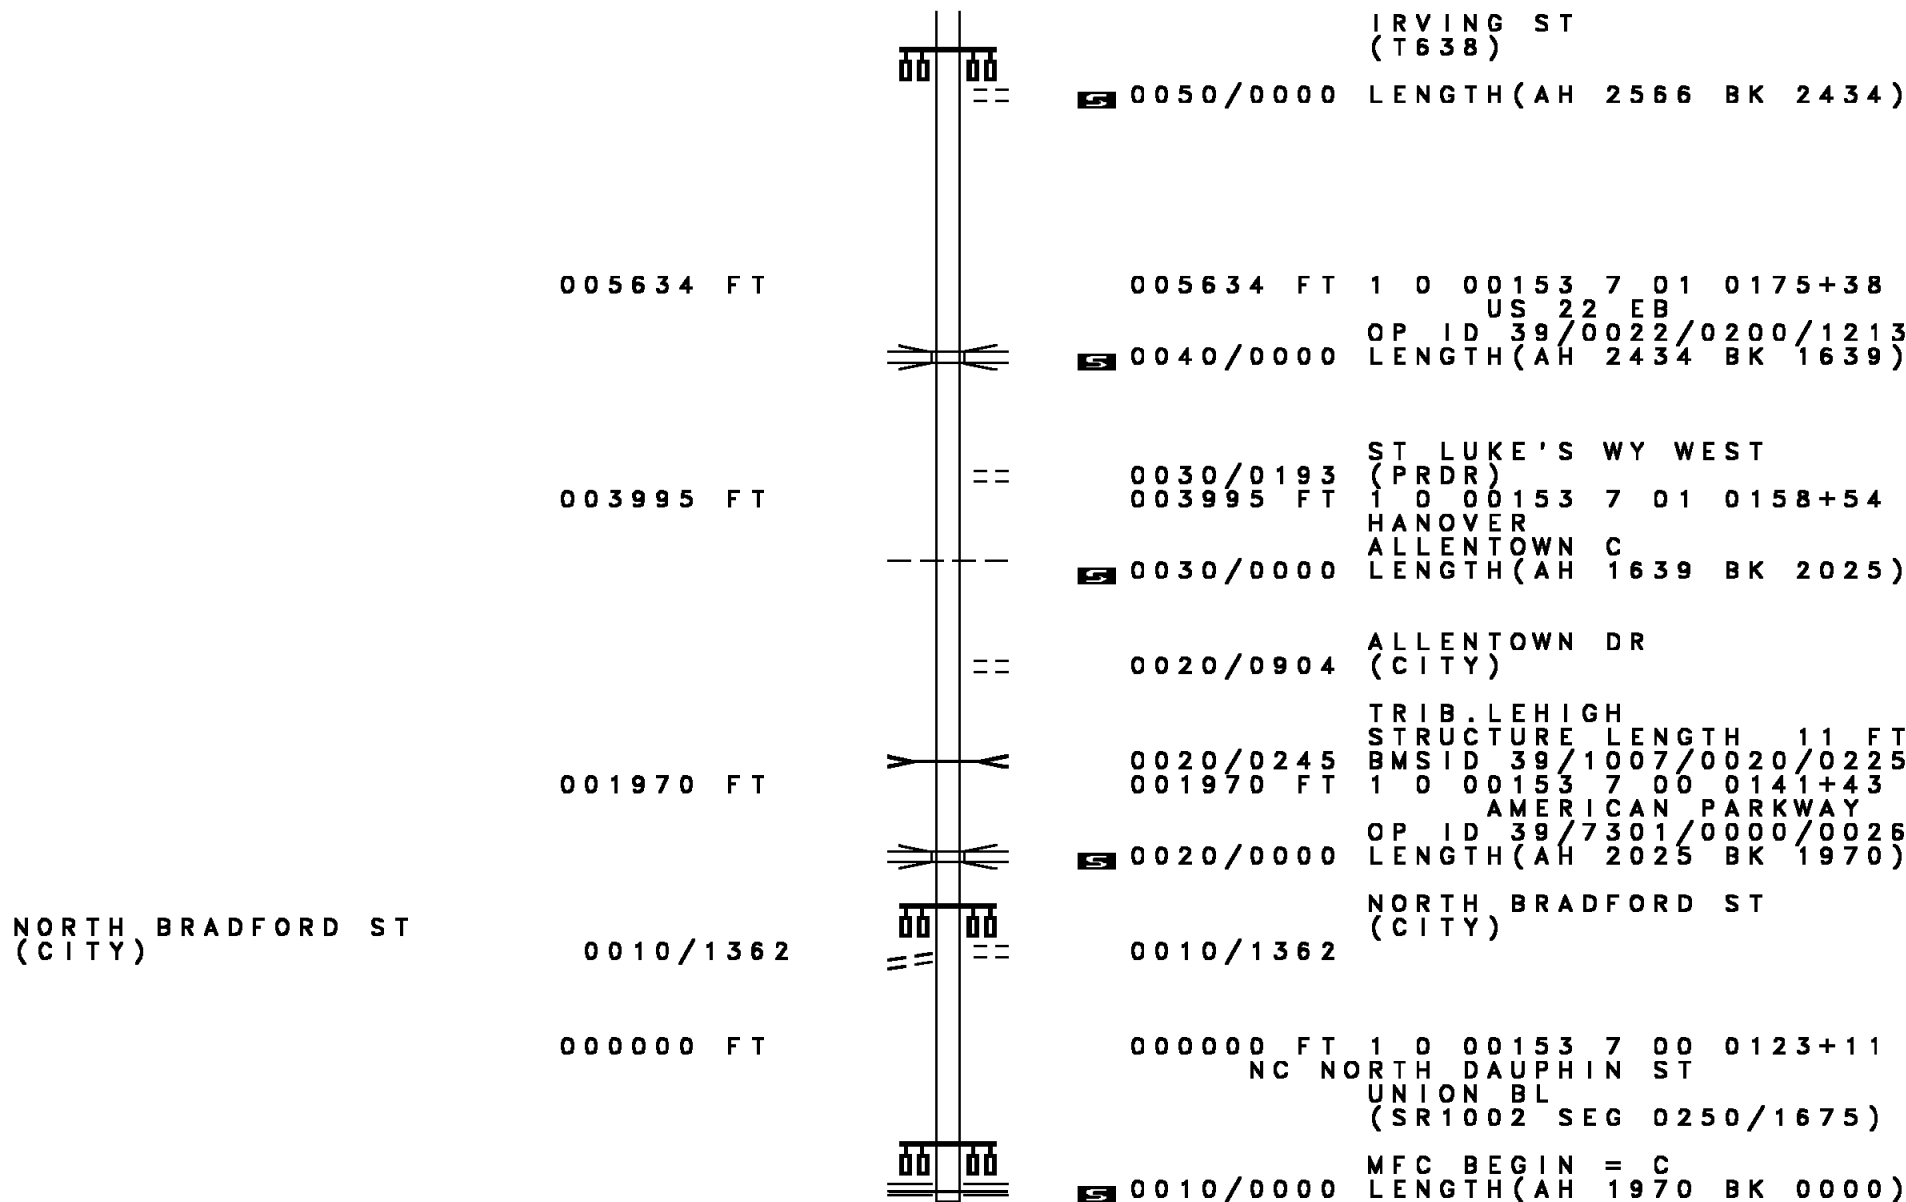 IRVING ST
(T638)
S 0050/0000 LENGTH(AH 2566 BK 2434)
005634 FT 005634 FT 1 0 00153 7 01 0175+38
US 22 EB
OP ID 39/0022/0200/1213
S 0040/0000 LENGTH(AH 2434 BK 1639)
ST LUKE'S WY WEST
0030/0193 (PRDR)
003995 FT 003995 FT 1 0 00153 7 01 0158+54
HANOVER
ALLENTOWN C
S 0030/0000 LENGTH(AH 1639 BK 2025)
ALLENTOWN DR
0020/0904 (CITY)
TRIB.LEHIGH
STRUCTURE LENGTH 11 FT
0020/0245 BMSID 39/1007/0020/0225
001970 FT 001970 FT 1 0 00153 7 00 0141+43
AMERICAN PARKWAY
OP ID 39/7301/0000/0026
S 0020/0000 LENGTH(AH 2025 BK 1970)
NORTH BRADFORD ST NORTH BRADFORD ST
(CITY) (CITY)
0010/1362 0010/1362
000000 FT 000000 FT 1 0 00153 7 00 0123+11
NC NORTH DAUPHIN ST
UNION BL
(SR1002 SEG 0250/1675)
MFC BEGIN = C
S 0010/0000 LENGTH(AH 1970 BK 0000)